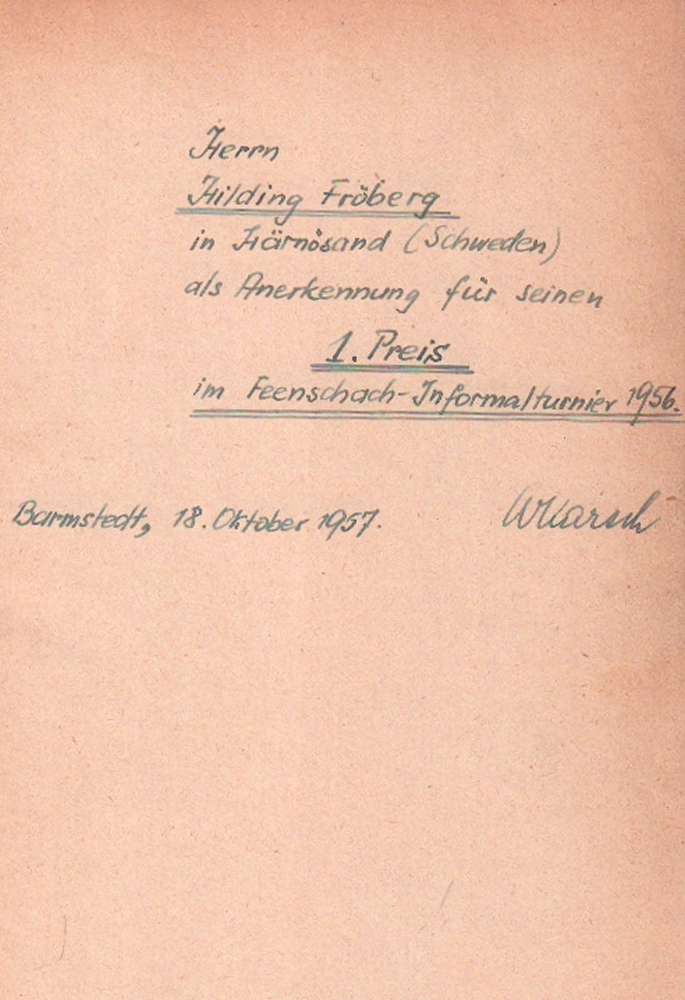 Herrn
Hilding Fröberg
in Härnösand (Schweden)
als Anerkennung für seinen
1. Preis
im Feenschach-Informalturnier 1956.
Barmstedt, 18. Oktober 1957. WKarsch